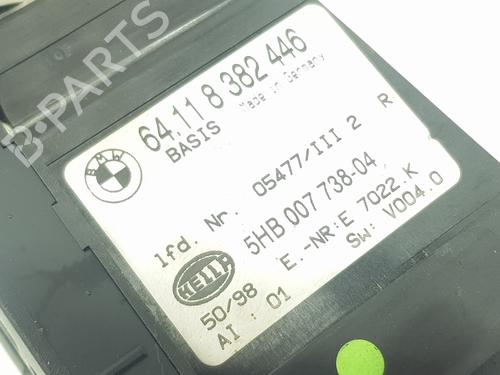 64.11 8 382 446
BASIS Made in Germany
BMW
lfd. Nr. 05477/III 2 R
5HB 007 738-04
E.-NR:E 7022.K
HELLA
50/98 SW: V004.0
AI : 01
B-PARTS